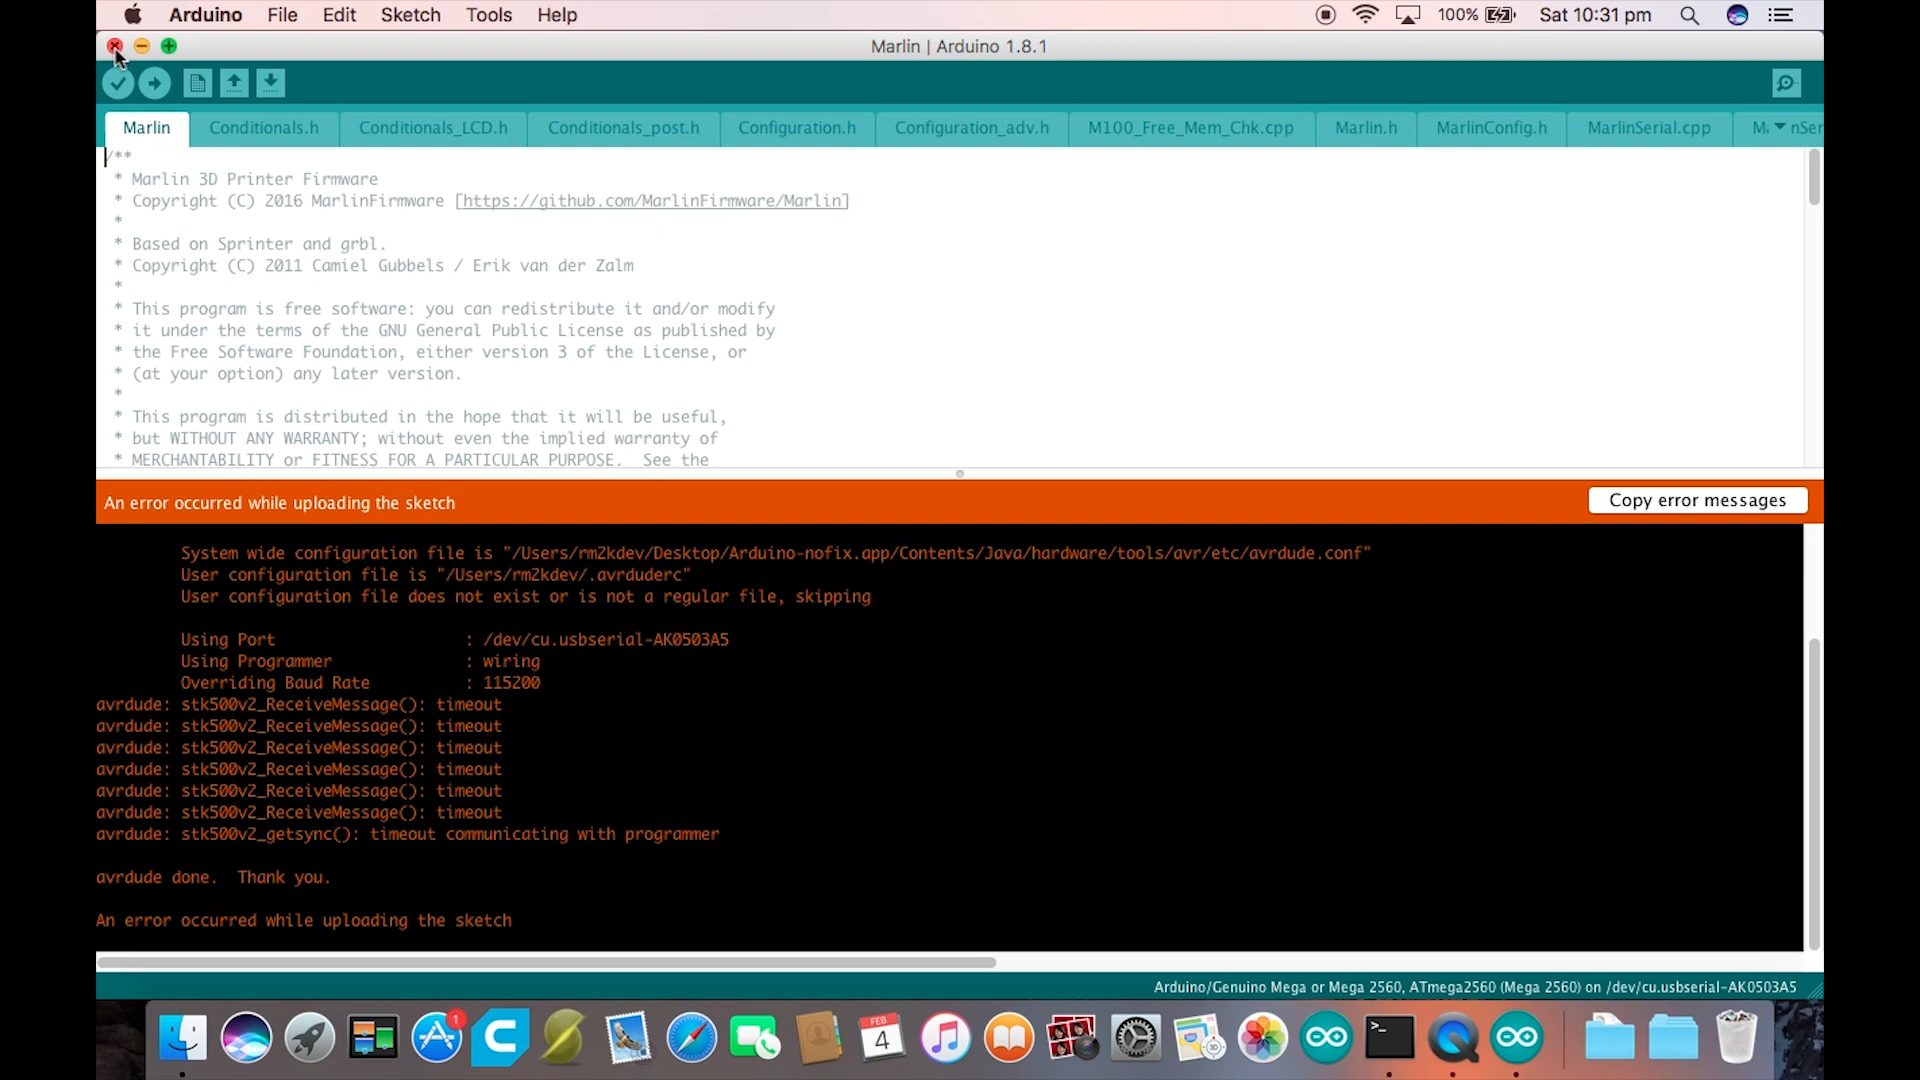 Arduino File Edit Sketch Tools Help 100% Sat 10:31 pm
Marlin | Arduino 1.8.1
Marlin Conditionals.h Conditionals_LCD.h Conditionals_post.h Configuration.h Configuration_adv.h M100_Free_Mem_Chk.cpp Marlin.h MarlinConfig.h MarlinSerial.cpp
/**
* Marlin 3D Printer Firmware
* Copyright (C) 2016 MarlinFirmware [https://github.com/MarlinFirmware/Marlin]
*
* Based on Sprinter and grbl.
* Copyright (C) 2011 Camiel Gubbels / Erik van der Zalm
*
* This program is free software: you can redistribute it and/or modify
* it under the terms of the GNU General Public License as published by
* the Free Software Foundation, either version 3 of the License, or
* (at your option) any later version.
*
* This program is distributed in the hope that it will be useful,
* but WITHOUT ANY WARRANTY; without even the implied warranty of
* MERCHANTABILITY or FITNESS FOR A PARTICULAR PURPOSE.  See the
An error occurred while uploading the sketch Copy error messages
System wide configuration file is "/Users/rm2kdev/Desktop/Arduino-nofix.app/Contents/Java/hardware/tools/avr/etc/avrdude.conf"
User configuration file is "/Users/rm2kdev/.avrduderc"
User configuration file does not exist or is not a regular file, skipping
Using Port : /dev/cu.usbserial-AK0503A5
Using Programmer : wiring
Overriding Baud Rate : 115200
avrdude: stk500v2_ReceiveMessage(): timeout
avrdude: stk500v2_ReceiveMessage(): timeout
avrdude: stk500v2_ReceiveMessage(): timeout
avrdude: stk500v2_ReceiveMessage(): timeout
avrdude: stk500v2_ReceiveMessage(): timeout
avrdude: stk500v2_ReceiveMessage(): timeout
avrdude: stk500v2_getsync(): timeout communicating with programmer
avrdude done.  Thank you.
An error occurred while uploading the sketch
Arduino/Genuino Mega or Mega 2560, ATmega2560 (Mega 2560) on /dev/cu.usbserial-AK0503A5
1
FEB
4